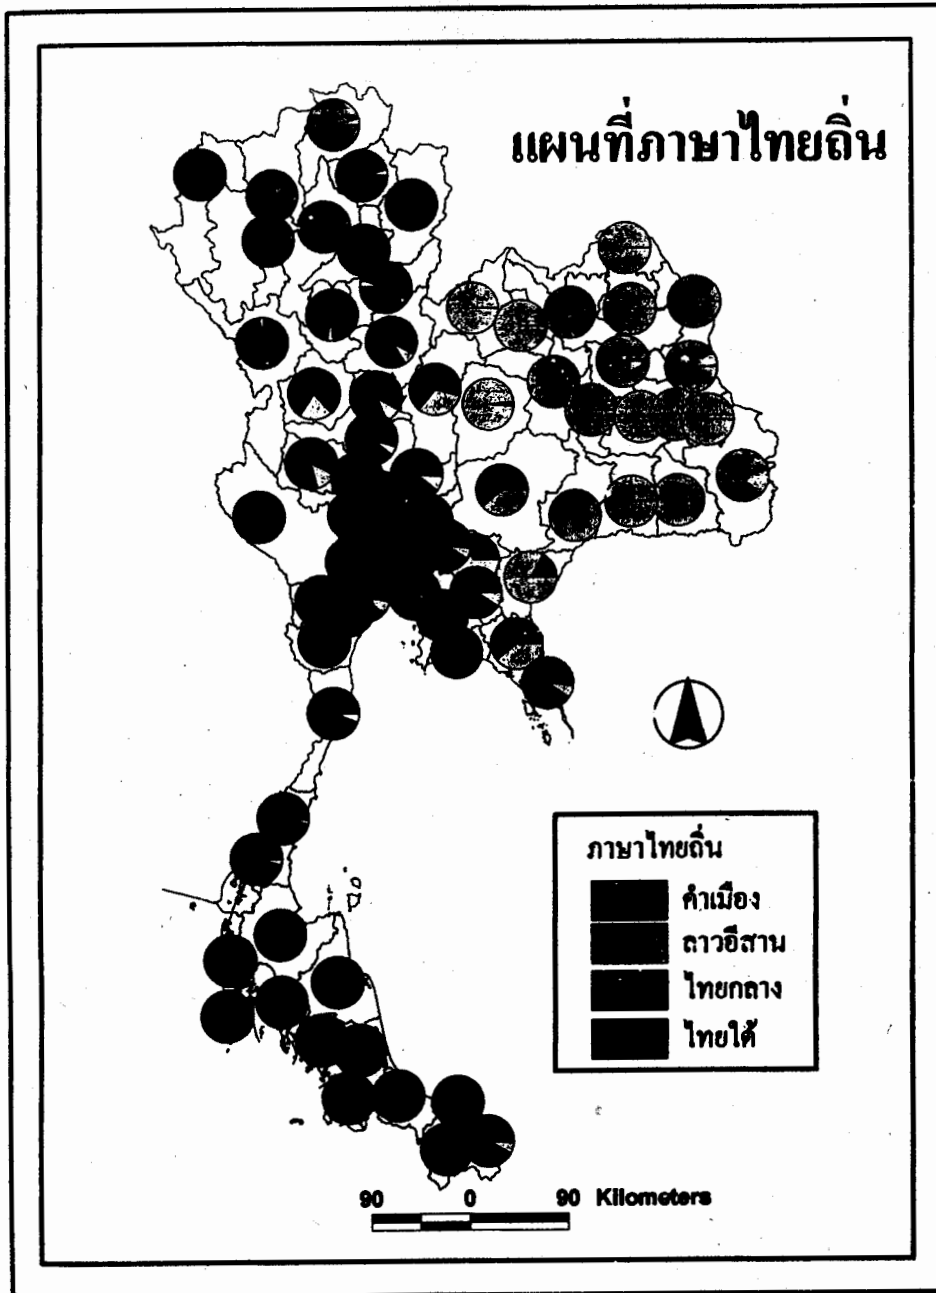 แผนที่ภาษาไทยถิ่น
ภาษาไทยถิ่น
คำเมือง
ลาวอีสาน
ไทยกลาง
ไทยใต้
90 0 90 Kilometers